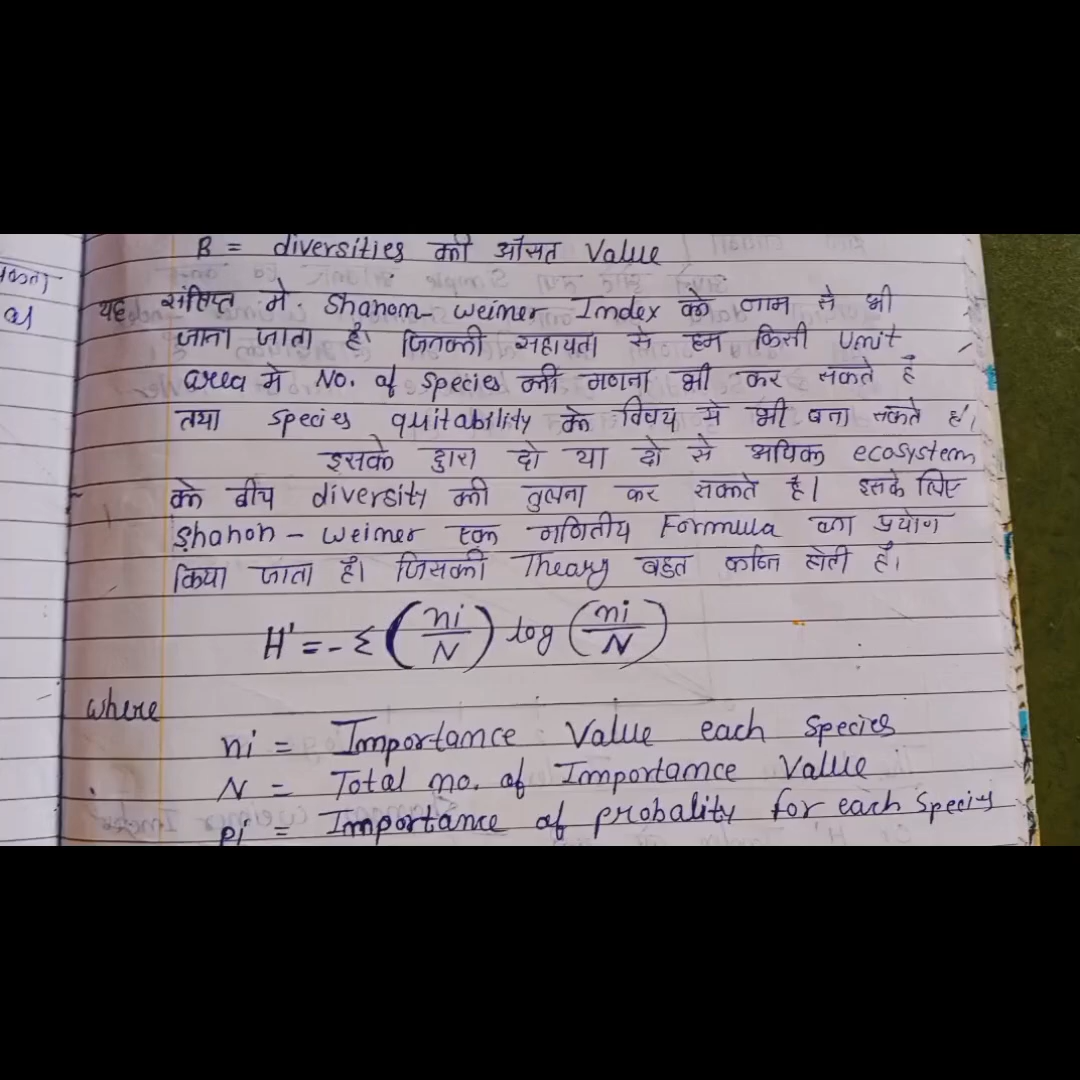 B = diversities की औसत Value
यह संक्षिप्त मे. Shanon-Weiner Index के नाम से भी
जाना जाता है। जिसकी सहायता से हम किसी Unit
area मे No. of species की गणना भी कर सकते है
तथा species quitability के विषय मे भी बता सकते है।
इसके द्वारा दो या दो से अधिक ecosystem
के बीच diversity की तुलना कर सकते है। इसके लिए
Shanon - Weiner एक गणितीय Formula का प्रयोग
किया जाता है। जिसकी Theary बहुत कठिन होती है।
H' = - Σ (ni/N) log (ni/N)
where
ni = Importance Value each Species
N = Total no. of Importance Value
Pi = Importance of probality for each Species